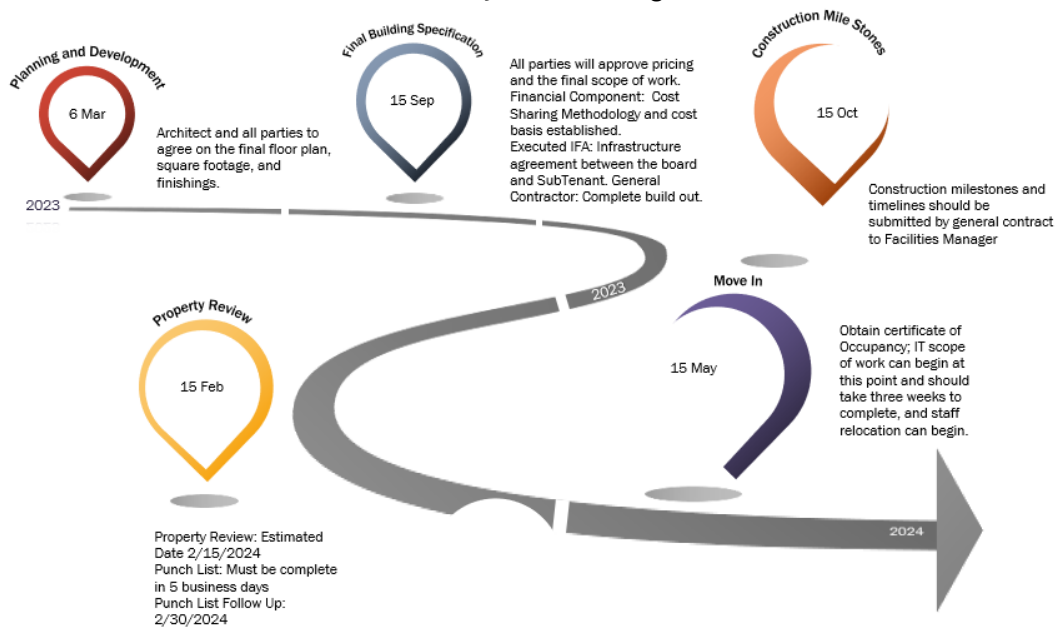 Planning and Development
6 Mar
Architect and all parties to
agree on the final floor plan,
square footage, and
finishings.
Final Building Specification
15 Sep
All parties will approve pricing
and the final scope of work.
Financial Component: Cost
Sharing Methodology and cost
basis established.
Executed IFA: Infrastructure
agreement between the board
and SubTenant. General
Contractor: Complete build out.
Construction Mile Stones
15 Oct
Construction milestones and
timelines should be
submitted by general contract
to Facilities Manager
2023
2023
Property Review
15 Feb
Property Review: Estimated
Date 2/15/2024
Punch List: Must be complete
in 5 business days
Punch List Follow Up:
2/30/2024
Move In
15 May
Obtain certificate of
Occupancy; IT scope
of work can begin at
this point and should
take three weeks to
complete, and staff
relocation can begin.
2024